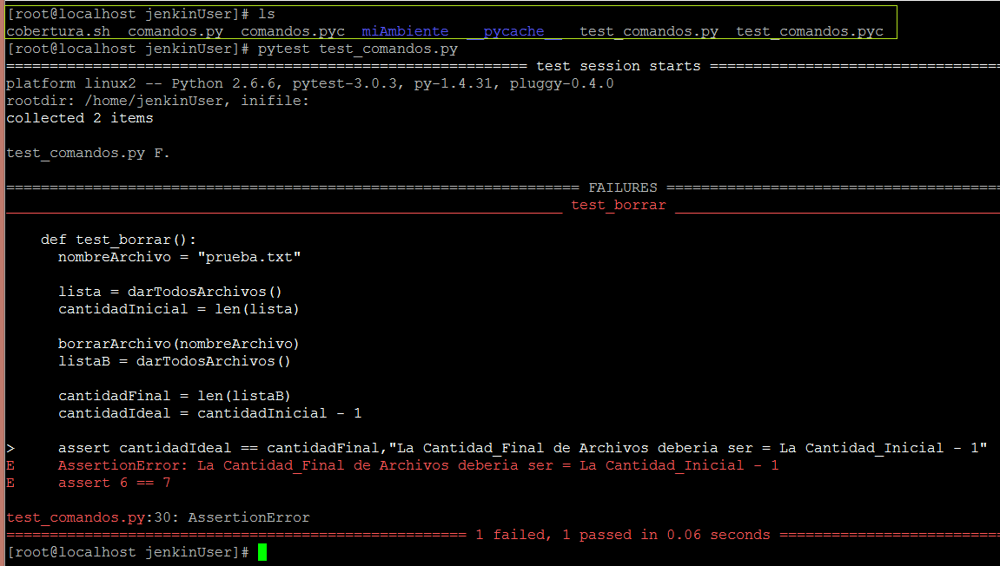 [root@localhost jenkinUser]# ls
cobertura.sh  comandos.py  comandos.pyc  miAmbiente  __pycache__  test_comandos.py  test_comandos.pyc
[root@localhost jenkinUser]# pytest test_comandos.py
============================================================ test session starts ==================================
platform linux2 -- Python 2.6.6, pytest-3.0.3, py-1.4.31, pluggy-0.4.0
rootdir: /home/jenkinUser, inifile:
collected 2 items
test_comandos.py F.
================================================================== FAILURES =======================================
________________________________________________________________ test_borrar ______________________________________
    def test_borrar():
      nombreArchivo = "prueba.txt"
      lista = darTodosArchivos()
      cantidadInicial = len(lista)
      borrarArchivo(nombreArchivo)
      listaB = darTodosArchivos()
      cantidadFinal = len(listaB)
      cantidadIdeal = cantidadInicial - 1
>     assert cantidadIdeal == cantidadFinal,"La Cantidad_Final de Archivos deberia ser = La Cantidad_Inicial - 1"
E     AssertionError: La Cantidad_Final de Archivos deberia ser = La Cantidad_Inicial - 1
E     assert 6 == 7
test_comandos.py:30: AssertionError
===================================================== 1 failed, 1 passed in 0.06 seconds ==========================
[root@localhost jenkinUser]#